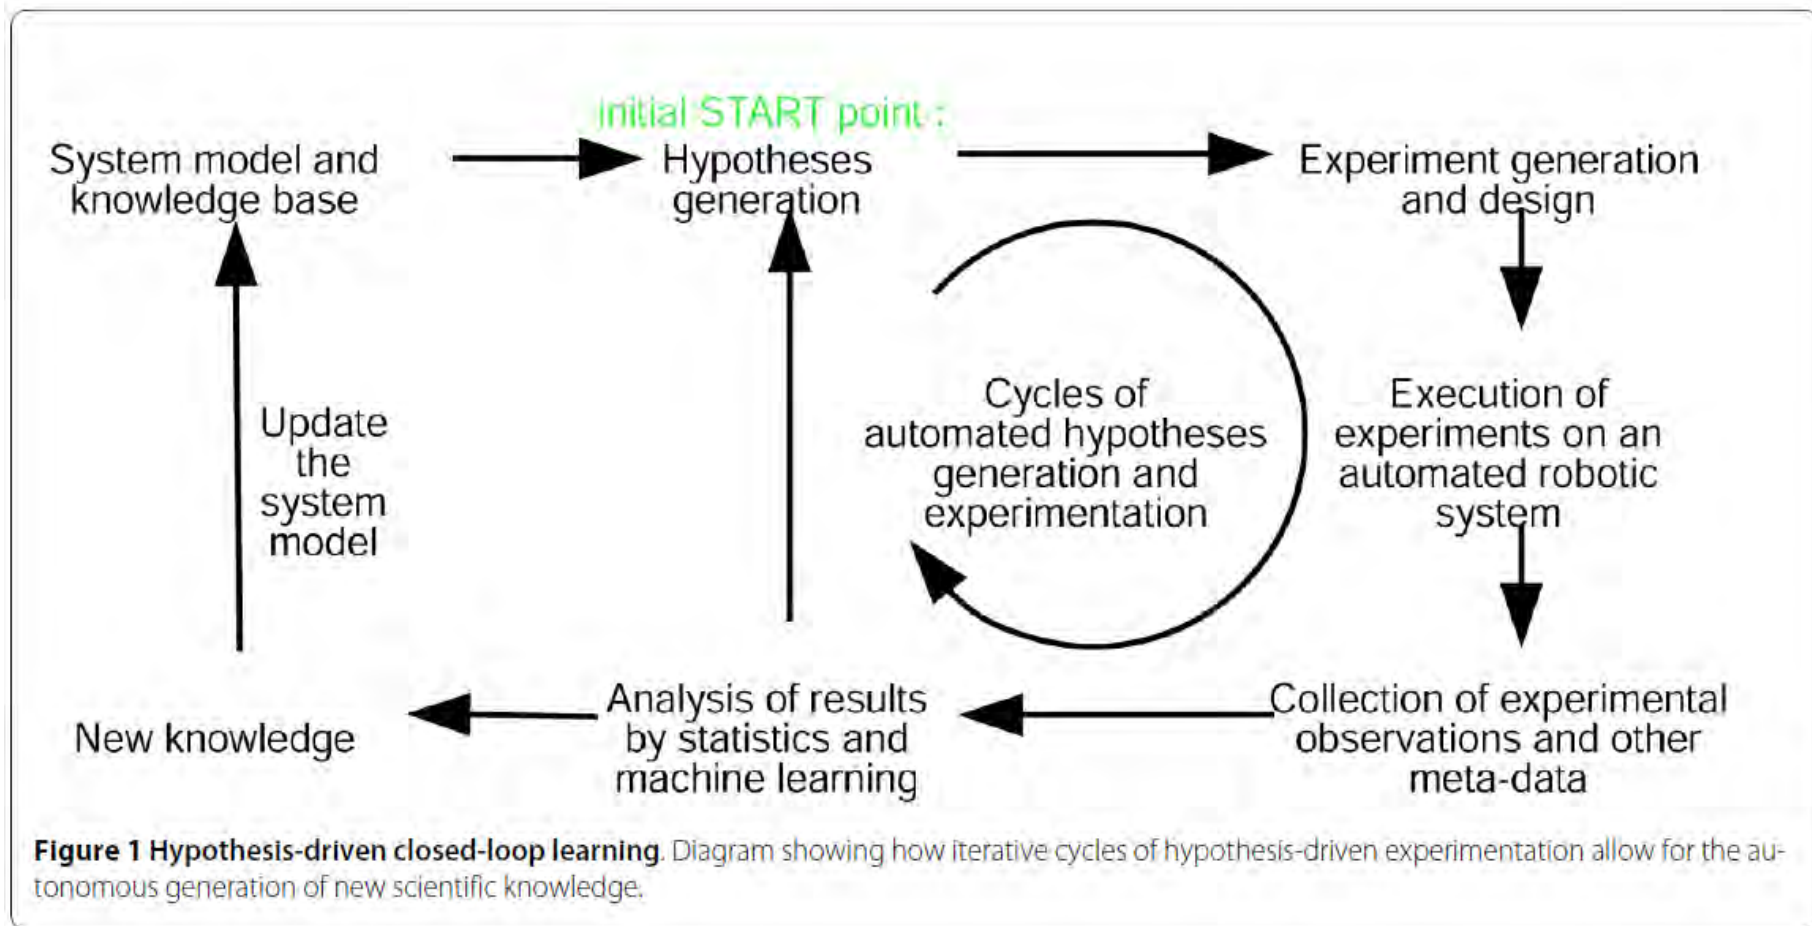 initial START point :
System model and
knowledge base
Hypotheses
generation
Experiment generation
and design
Update
the
system
model
Cycles of
automated hypotheses
generation and
experimentation
Execution of
experiments on an
automated robotic
system
New knowledge
Analysis of results
by statistics and
machine learning
Collection of experimental
observations and other
meta-data
Figure 1 Hypothesis-driven closed-loop learning. Diagram showing how iterative cycles of hypothesis-driven experimentation allow for the au-
tonomous generation of new scientific knowledge.